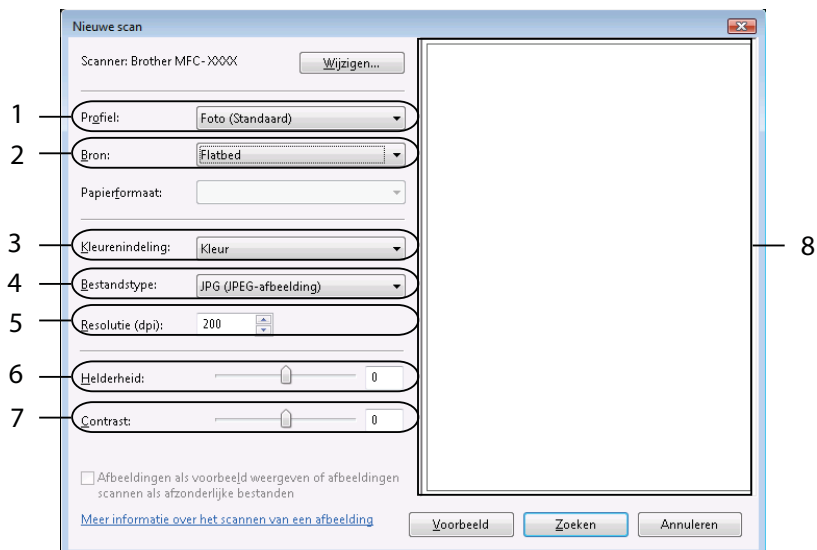 Nieuwe scan
Scanner: Brother MFC-XXXX
Wijzigen...
1
Profiel:
Foto (Standaard)
2
Bron:
Flatbed
Papierformaat:
3
Kleurenindeling:
Kleur
8
4
Bestandstype:
JPG (JPEG-afbeelding)
5
Resolutie (dpi):
200
6
Helderheid:
0
7
Contrast:
0
Afbeeldingen als voorbeeld weergeven of afbeeldingen
scannen als afzonderlijke bestanden
Meer informatie over het scannen van een afbeelding
Voorbeeld
Zoeken
Annuleren